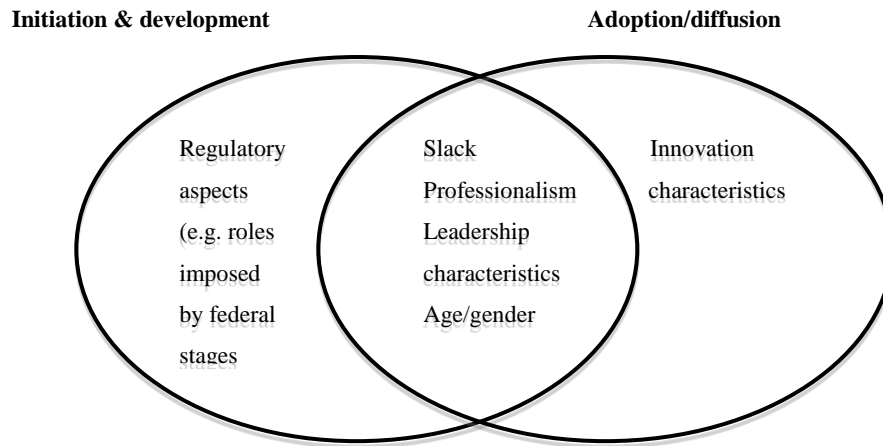 Initiation & development
Adoption/diffusion
Regulatory
aspects
(e.g. roles
imposed
by federal
stages
Slack
Professionalism
Leadership
characteristics
Age/gender
Innovation
characteristics